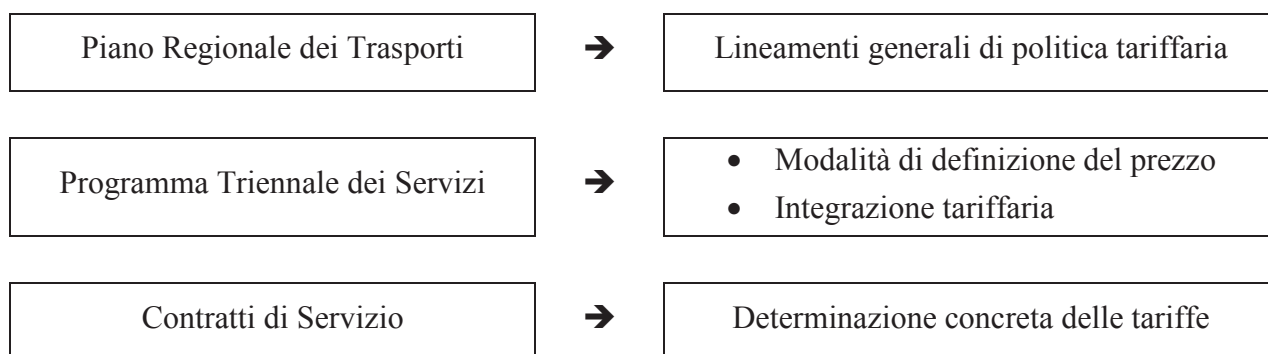 Piano Regionale dei Trasporti ➔ Lineamenti generali di politica tariffaria
Programma Triennale dei Servizi ➔
• Modalità di definizione del prezzo
• Integrazione tariffaria
Contratti di Servizio ➔ Determinazione concreta delle tariffe